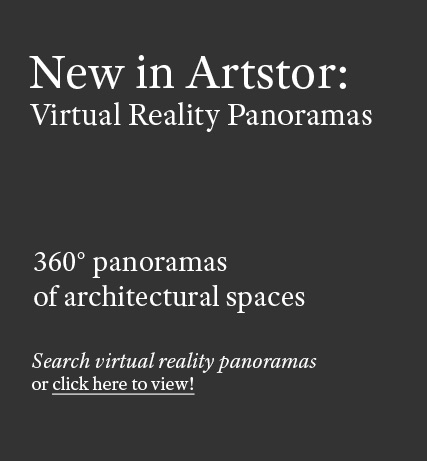 New in Artstor:
Virtual Reality Panoramas
360° panoramas
of architectural spaces
Search virtual reality panoramas
or click here to view!